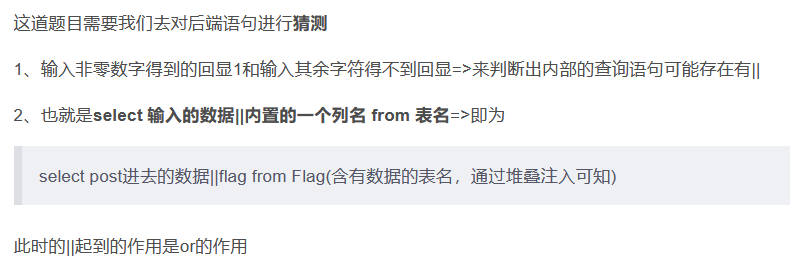 这道题目需要我们去对后端语句进行猜测
1、输入非零数字得到的回显1和输入其余字符得不到回显=>来判断出内部的查询语句可能存在有||
2、也就是select 输入的数据||内置的一个列名 from 表名=>即为
select post进去的数据||flag from Flag(含有数据的表名，通过堆叠注入可知)
此时的||起到的作用是or的作用